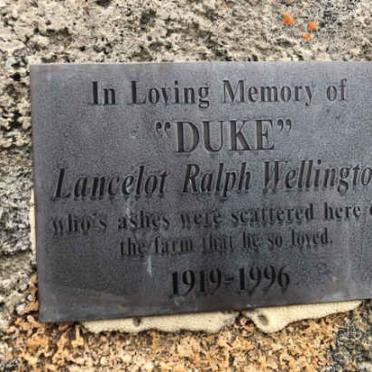 In Loving Memory of
"DUKE"
Lancelot Ralph Wellingto
who's ashes were scattered here
the farm that he so loved.
1919-1996